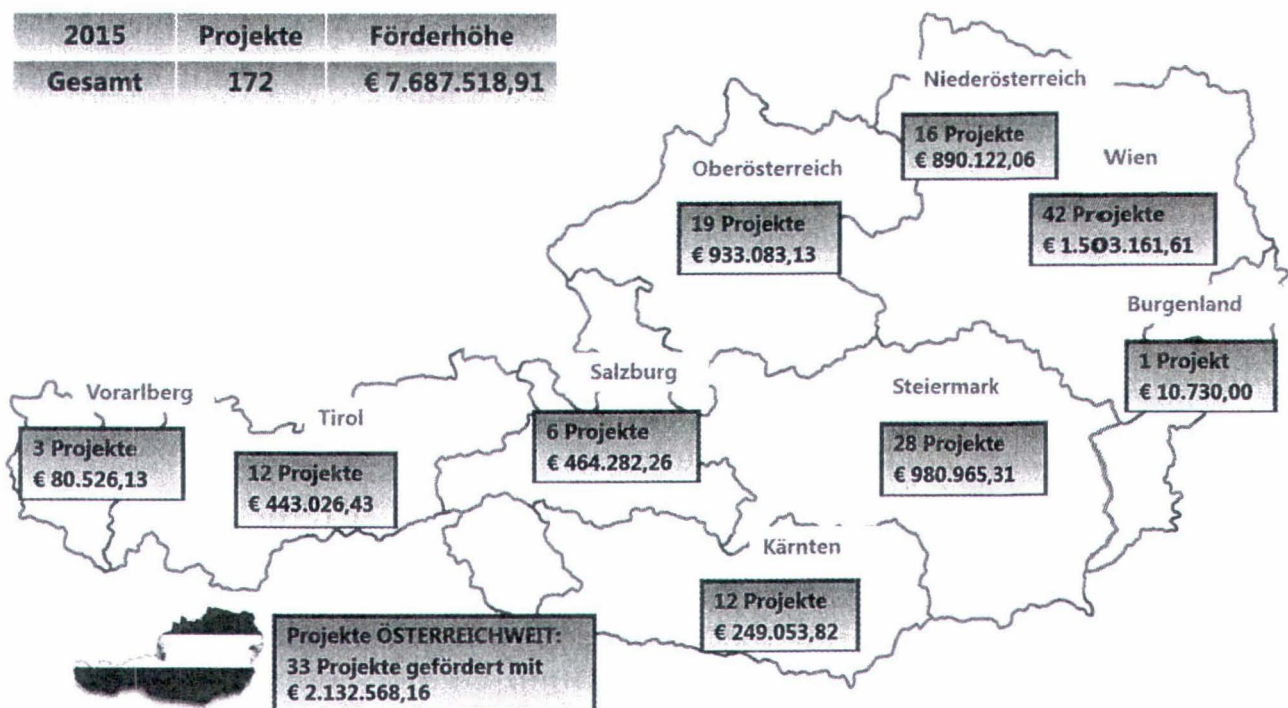 2015 Projekte Förderhöhe
Gesamt 172 € 7.687.518,91
Niederösterreich
16 Projekte
€ 890.122,06
Wien
42 Projekte
€ 1.503.161,61
Oberösterreich
19 Projekte
€ 933.083,13
Burgenland
1 Projekt
€ 10.730,00
Salzburg
6 Projekte
€ 464.282,26
Steiermark
28 Projekte
€ 980.965,31
Vorarlberg
3 Projekte
€ 80.526,13
Tirol
12 Projekte
€ 443.026,43
Kärnten
12 Projekte
€ 249.053,82
Projekte ÖSTERREICHWEIT:
33 Projekte gefördert mit
€ 2.132.568,16